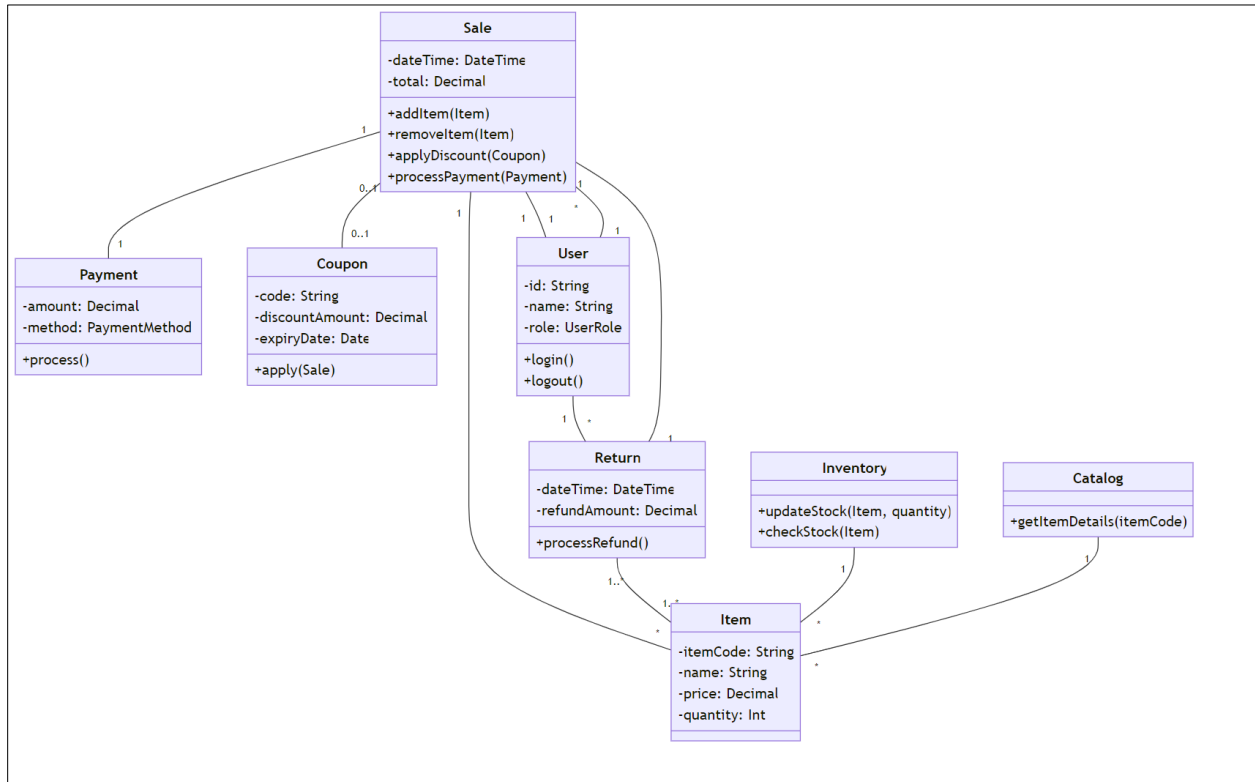 Sale
-dateTime: DateTime
-total: Decimal
+addItem(Item)
+removeItem(Item)
+applyDiscount(Coupon)
+processPayment(Payment)
1
0..1
1
1
1
1
*
1
1
0..1
Payment
-amount: Decimal
-method: PaymentMethod
+process()
Coupon
-code: String
-discountAmount: Decimal
-expiryDate: Date
+apply(Sale)
User
-id: String
-name: String
-role: UserRole
+login()
+logout()
1
*
1
Return
-dateTime: DateTime
-refundAmount: Decimal
+processRefund()
Inventory
+updateStock(Item, quantity)
+checkStock(Item)
Catalog
+getItemDetails(itemCode)
1..*
1
1
1..*
*
*
*
Item
-itemCode: String
-name: String
-price: Decimal
-quantity: Int